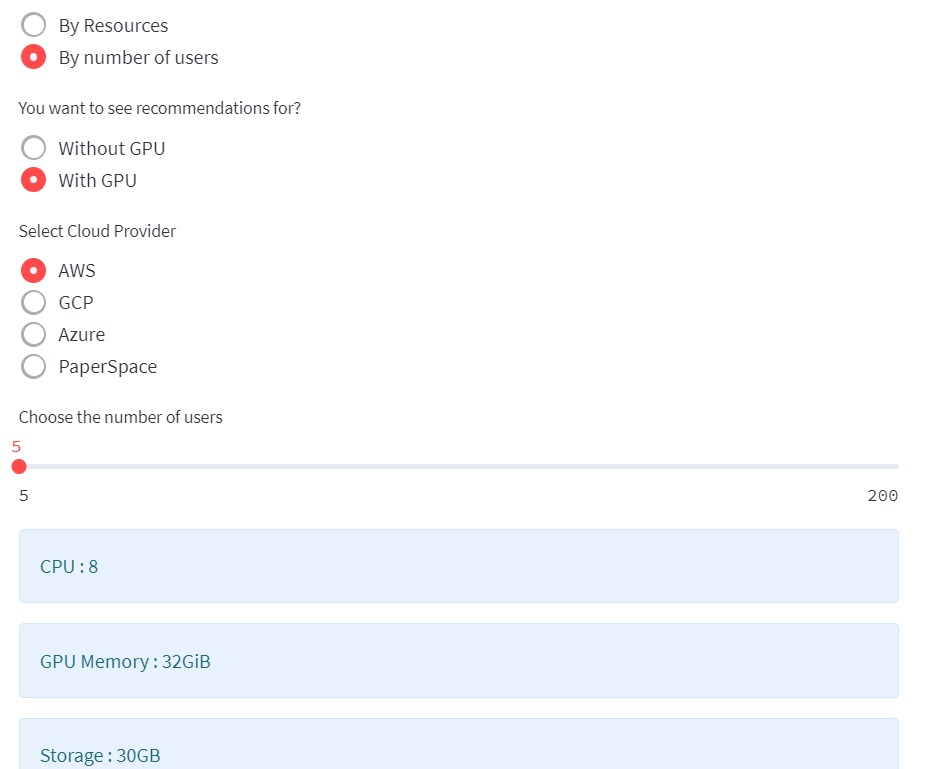 By Resources
By number of users
You want to see recommendations for?
Without GPU
With GPU
Select Cloud Provider
AWS
GCP
Azure
PaperSpace
Choose the number of users
5
5 200
CPU : 8
GPU Memory : 32GiB
Storage : 30GB